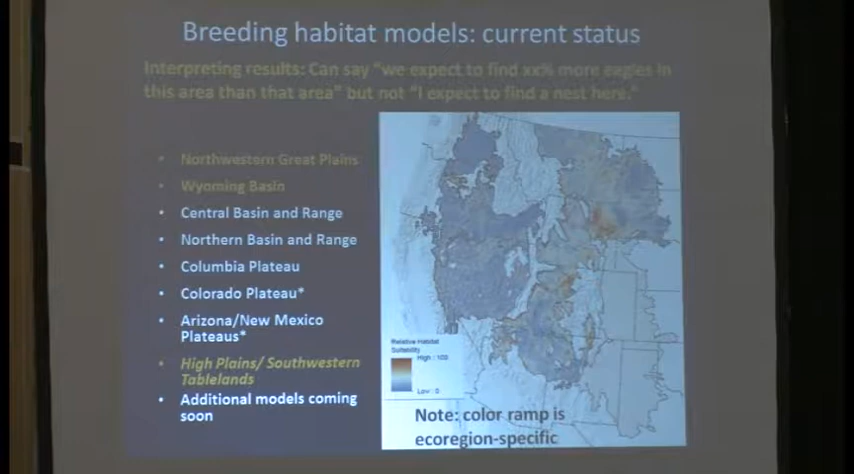 Breeding habitat models: current status
Interpreting results: Can say "we expect to find xx% more eagles in
this area than that area" but not "I expect to find a nest here."
• Northwestern Great Plains
• Wyoming Basin
• Central Basin and Range
• Northern Basin and Range
• Columbia Plateau
• Colorado Plateau*
• Arizona/New Mexico
Plateaus*
• High Plains/ Southwestern
Tablelands
• Additional models coming
soon
Relative Habitat
Suitability
High : 100
Low : 0
Note: color ramp is
ecoregion-specific